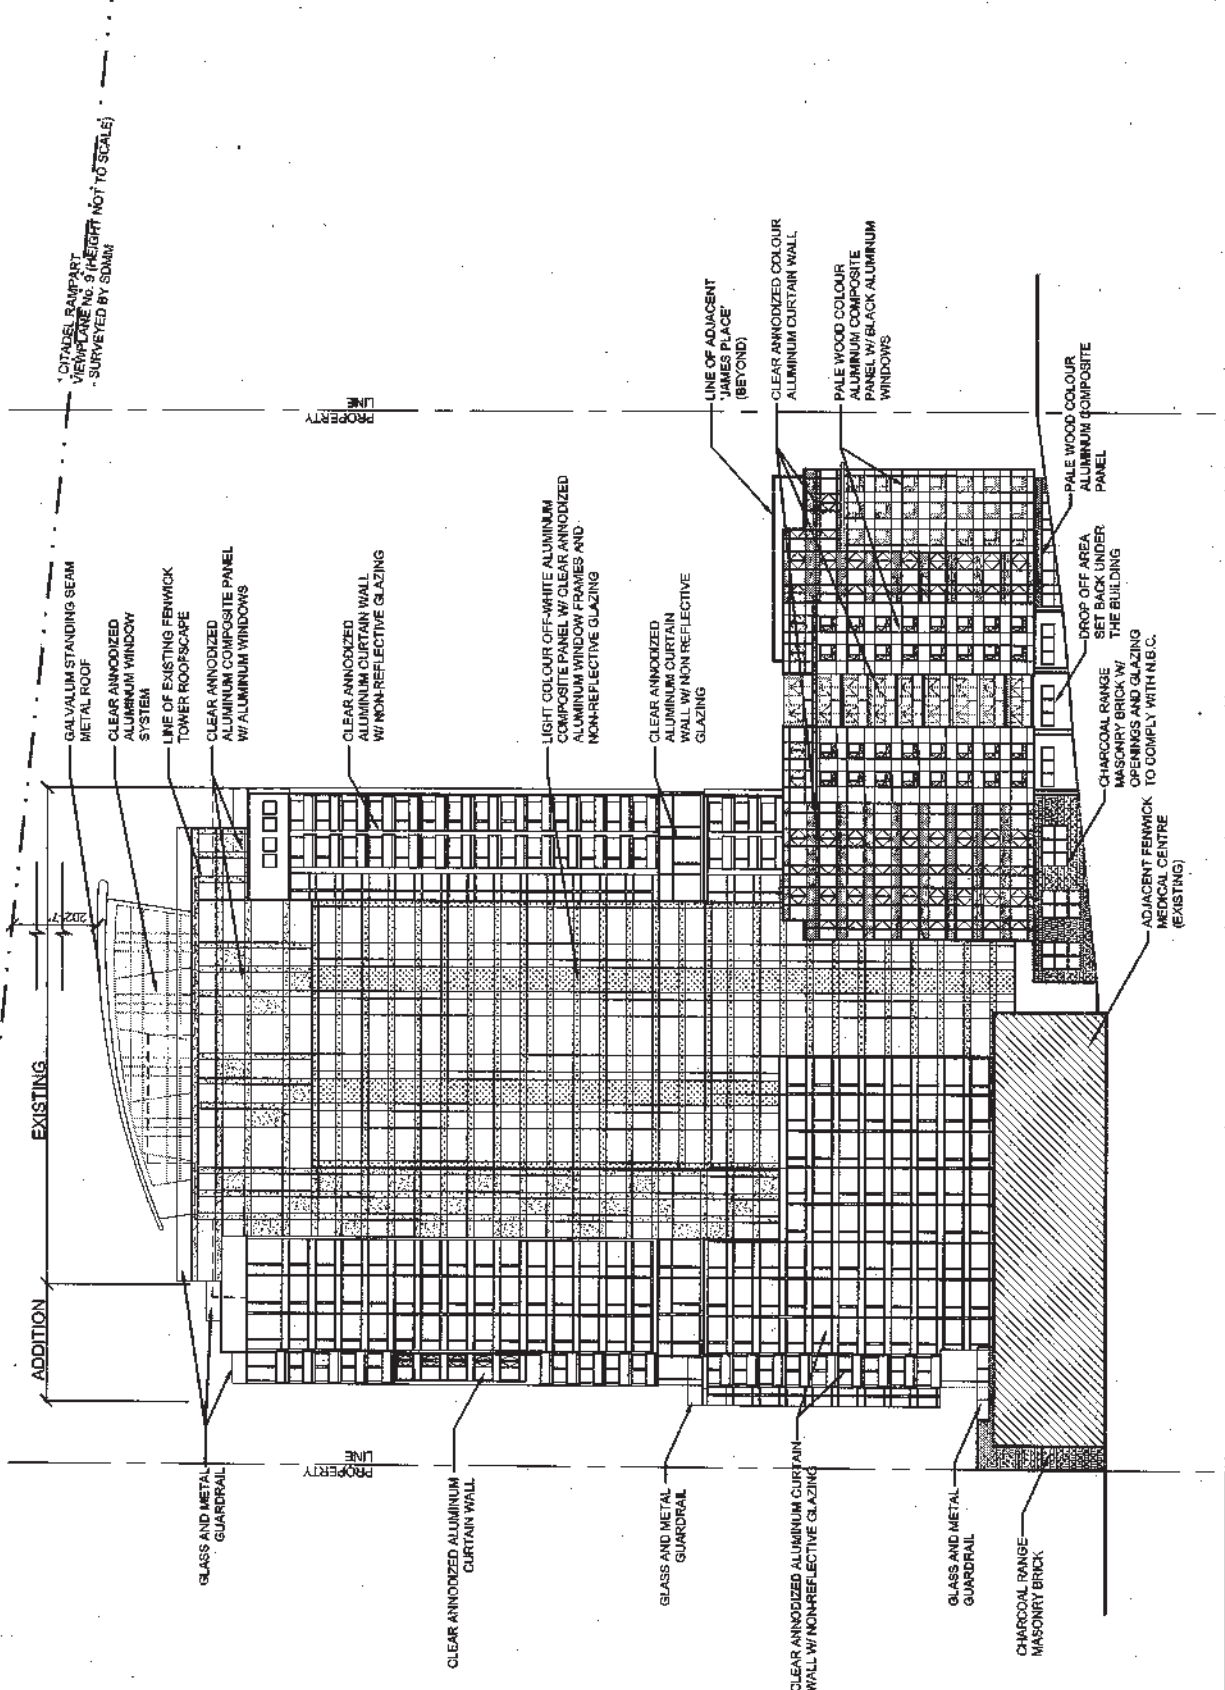 CITADEL RAMPART
VIEWPLANE No. 9 (HEIGHT NOT TO SCALE)
- SURVEYED BY SDMM
ADDITION
EXISTING
PROPERTY
LINE
PROPERTY
LINE
GALVALUM STANDING SEAM
METAL ROOF
CLEAR ANNODIZED
ALUMINUM WINDOW
SYSTEM
LINE OF EXISTING FENWICK
TOWER ROOFSCAPE
CLEAR ANNODIZED
ALUMINUM COMPOSITE PANEL
W/ ALUMINUM WINDOWS
CLEAR ANNODIZED
ALUMINUM CURTAIN WALL
W/ NON-REFLECTIVE GLAZING
LIGHT COLOUR OFF-WHITE ALUMINUM
COMPOSITE PANEL W/ CLEAR ANNODIZED
ALUMINUM WINDOW FRAMES AND
NON-REFLECTIVE GLAZING
CLEAR ANNODIZED
ALUMINUM CURTAIN
WALL W/ NON REFLECTIVE
GLAZING
LINE OF ADJACENT
'JAMES PLACE'
(BEYOND)
CLEAR ANNODIZED COLOUR
ALUMINUM CURTAIN WALL
PALE WOOD COLOUR
ALUMINUM COMPOSITE
PANEL W/ BLACK ALUMINUM
WINDOWS
PALE WOOD COLOUR
ALUMINUM COMPOSITE
PANEL
DROP OFF AREA
SET BACK UNDER
THE BUILDING
CHARCOAL RANGE
MASONRY BRICK W/
OPENINGS AND GLAZING
TO COMPLY WITH N.B.C.
ADJACENT FENWICK
MEDICAL CENTRE
(EXISTING)
GLASS AND METAL
GUARDRAIL
CLEAR ANNODIZED ALUMINUM
CURTAIN WALL
GLASS AND METAL
GUARDRAIL
CLEAR ANNODIZED ALUMINUM CURTAIN
WALL W/ NON-REFLECTIVE GLAZING
GLASS AND METAL
GUARDRAIL
CHARCOAL RANGE
MASONRY BRICK